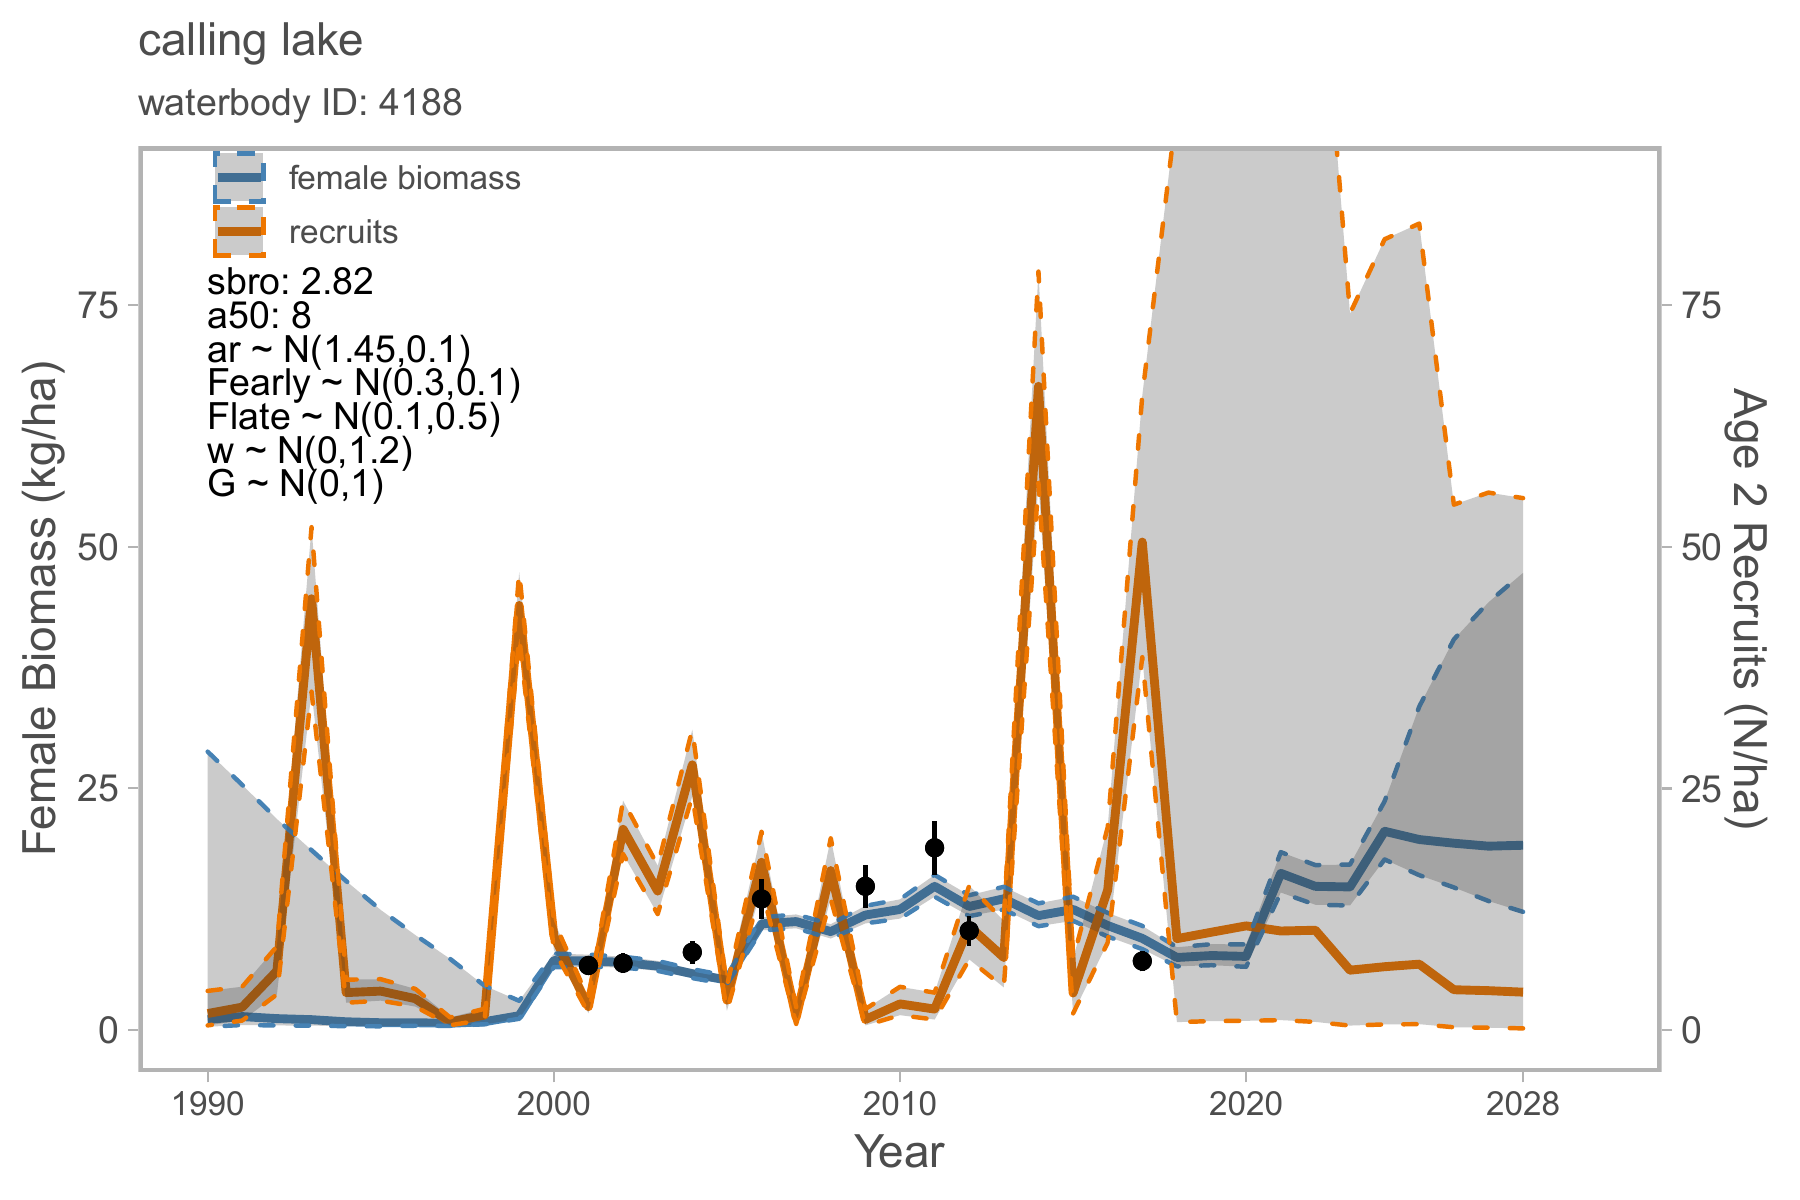 calling lake
waterbody ID: 4188
female biomass
recruits
sbro: 2.82
a50: 8
ar ~ N(1.45,0.1)
Fearly ~ N(0.3,0.1)
Flate ~ N(0.1,0.5)
w ~ N(0,1.2)
G ~ N(0,1)
Female Biomass (kg/ha)
75
50
25
0
75
50
25
0
Age 2 Recruits (N/ha)
1990 2000 2010 2020 2028
Year